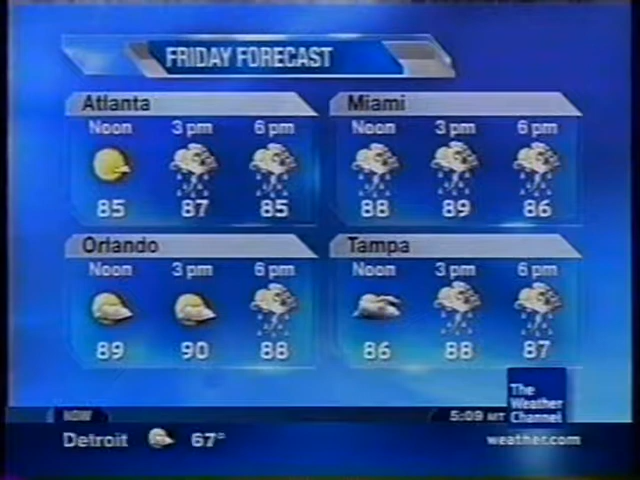 FRIDAY FORECAST
Atlanta
Noon 3 pm 6 pm
85 87 85
Miami
Noon 3 pm 6 pm
88 89 86
Orlando
Noon 3 pm 6 pm
89 90 88
Tampa
Noon 3 pm 6 pm
86 88 87
The
Weather
Channel
NOW
5:09 MT
Detroit 67°
weather.com